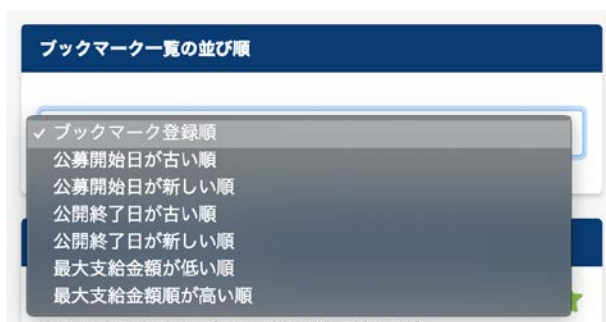 ブックマーク一覧の並び順
✓ ブックマーク登録順
公募開始日が古い順
公募開始日が新しい順
公開終了日が古い順
公開終了日が新しい順
最大支給金額が低い順
最大支給金額順が高い順